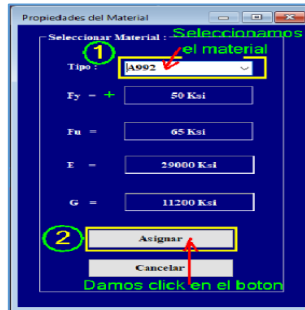 Propiedades del Material
Seleccionar Material : Seleccionamos
el material
1
Tipo : A992
Fy = + 50 Ksi
Fu = 65 Ksi
E = 29000 Ksi
G = 11200 Ksi
2 Asignar
Cancelar
Damos click en el boton